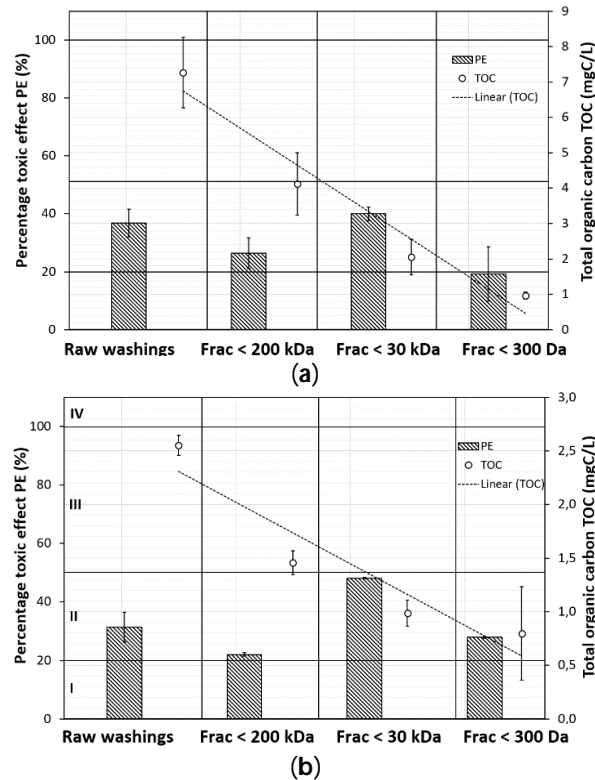 Percentage toxic effect PE (%)
100
80
60
40
20
0
9
8
7
6
5
4
3
2
1
0
Total organic carbon TOC (mgC/L)
PE
TOC
Linear (TOC)
Raw washings
Frac < 200 kDa
Frac < 30 kDa
Frac < 300 Da
(a)
Percentage toxic effect PE (%)
100
80
60
40
20
0
IV
III
II
I
3,0
2,5
2,0
1,5
1,0
0,5
0,0
Total organic carbon TOC (mgC/L)
PE
TOC
Linear (TOC)
Raw washings
Frac < 200 kDa
Frac < 30 kDa
Frac < 300 Da
(b)